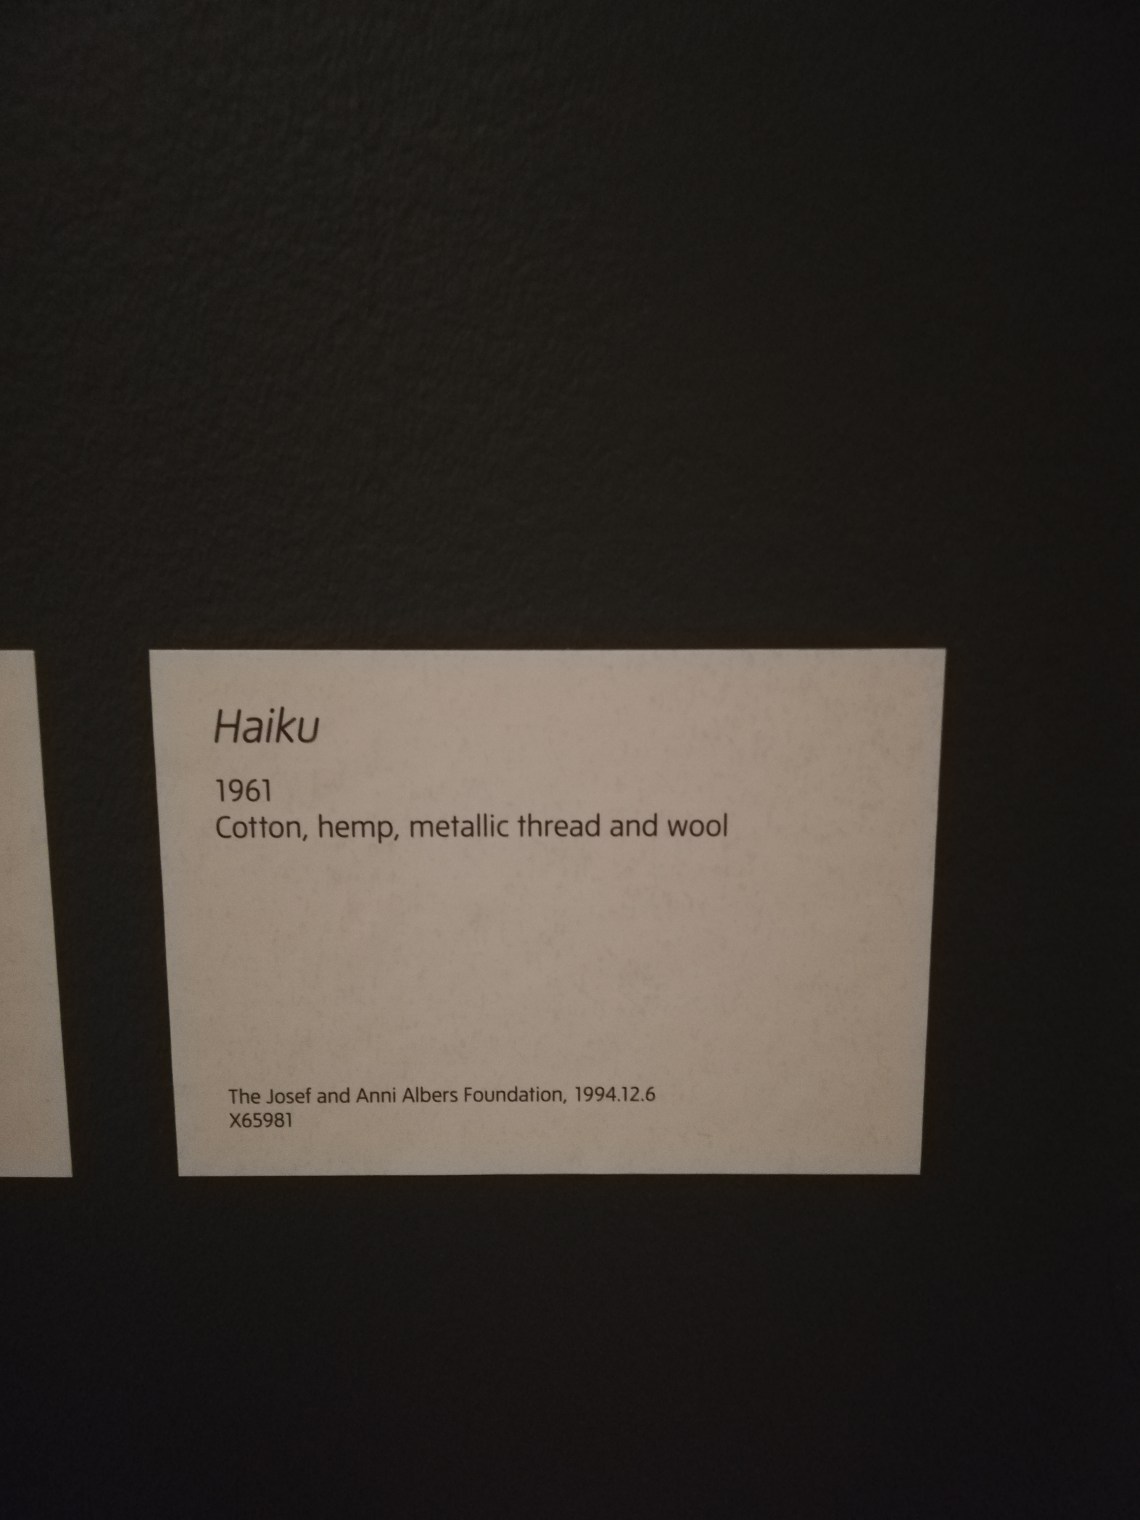 Haiku
1961
Cotton, hemp, metallic thread and wool
The Josef and Anni Albers Foundation, 1994.12.6
X65981